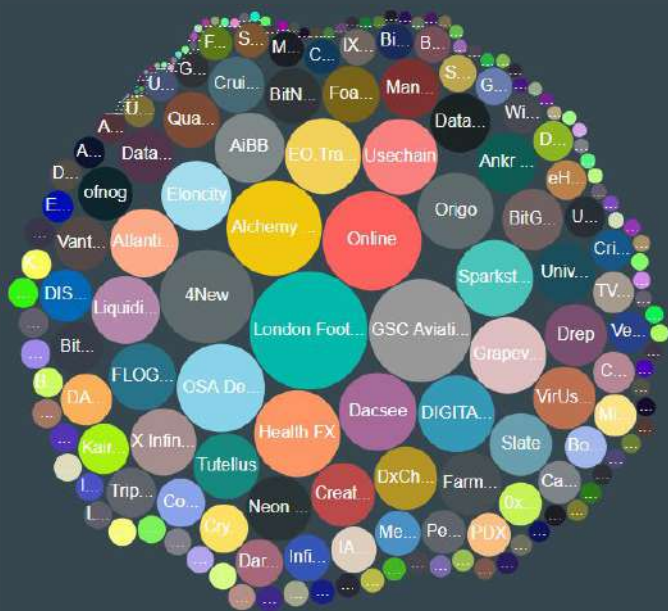 F...
S...
M...
C...
IX...
Bi...
B...
U...
G...
Crui...
BitN...
Foa...
Man...
S...
G...
U...
Qua...
AiBB
EO.Tra...
Usechain
Data...
Wi...
A...
Data...
Ankr ...
D...
A...
D...
ofnog
Eloncity
Alchemy ...
Online
Origo
BitG...
eH...
U...
E...
Vant...
Atlanti...
Sparkst...
Univ...
Cri...
X...
DIS...
Liquidi...
4New
London Foot...
GSC Aviati...
TV...
Bit...
Grapev...
Drep
Ve...
B...
FLOG...
OSA De...
Dacsee
DIGITA...
VirUs...
C...
DA...
Mi...
Kair...
X Infin...
Health FX
Slate
Bo...
Tutellus
DxCh...
Farm...
Ca...
I...
Trip...
Co...
Neon ...
Creat...
0x...
L...
Cry...
Me...
Po...
PDX
Dar...
Infi...
IA...